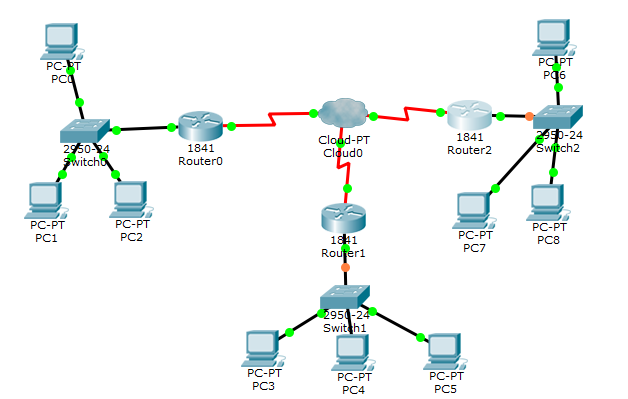 PC-PT
PC0
2950-24
Switch0
PC-PT
PC1
PC-PT
PC2
1841
Router0
Cloud-PT
Cloud0
1841
Router1
2950-24
Switch1
PC-PT
PC3
PC-PT
PC4
PC-PT
PC5
1841
Router2
PC-PT
PC6
2950-24
Switch2
PC-PT
PC7
PC-PT
PC8